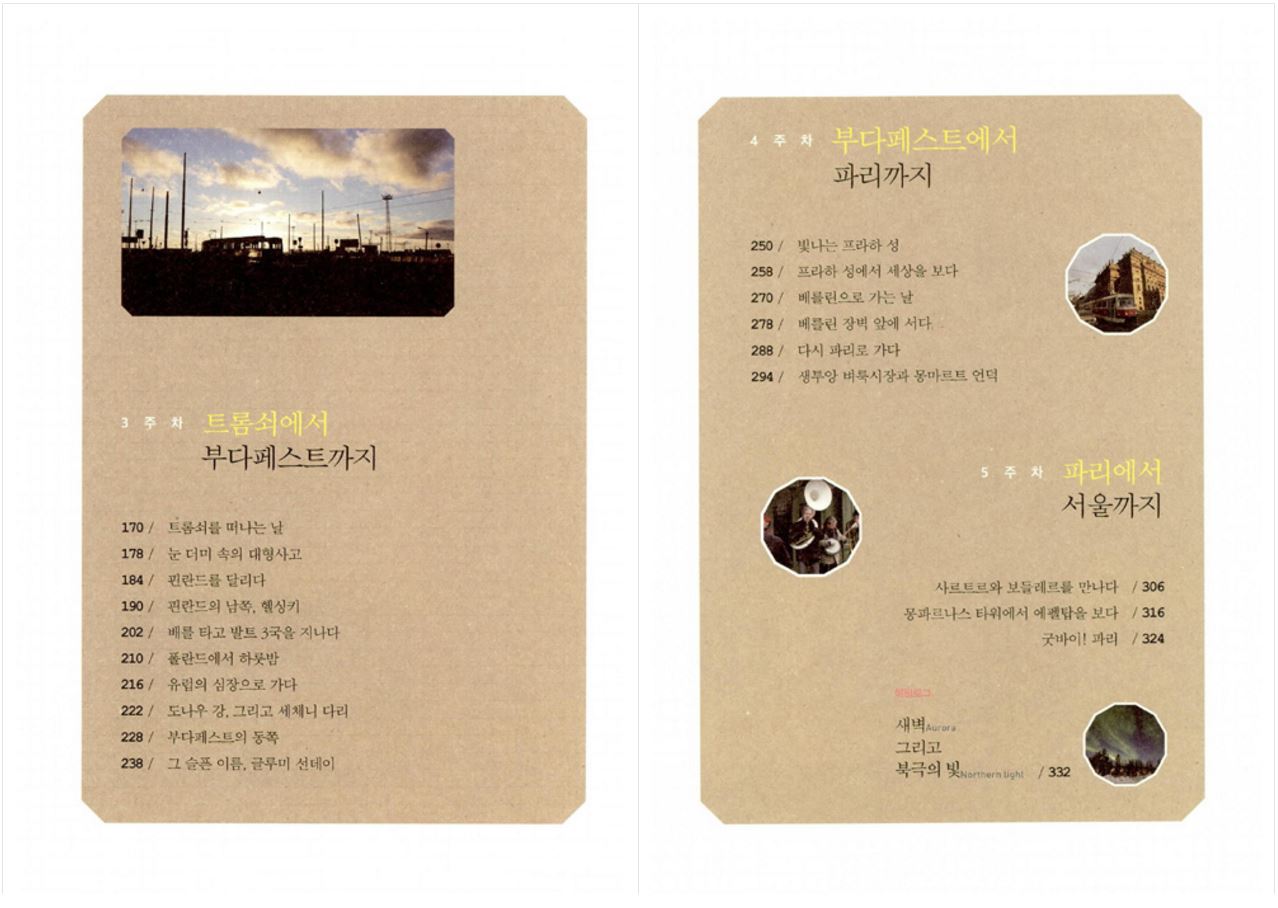 3 주 차 트롬쇠에서
부다페스트까지
170 / 트롬쇠를 떠나는 날
178 / 눈 더미 속의 대형사고
184 / 핀란드를 달리다
190 / 핀란드의 남쪽, 헬싱키
202 / 배를 타고 발트 3국을 지나다
210 / 폴란드에서 하룻밤
216 / 유럽의 심장으로 가다
222 / 도나우 강, 그리고 세체니 다리
228 / 부다페스트의 동쪽
238 / 그 슬픈 이름, 글루미 선데이
4 주 차 부다페스트에서
파리까지
250 / 빛나는 프라하 성
258 / 프라하 성에서 세상을 보다
270 / 베를린으로 가는 날
278 / 베를린 장벽 앞에 서다
288 / 다시 파리로 가다
294 / 생투앙 벼룩시장과 몽마르트 언덕
5 주 차 파리에서
서울까지
사르트르와 보들레르를 만나다 / 306
몽파르나스 타워에서 에펠탑을 보다 / 316
굿바이! 파리 / 324
에필로그
새벽Aurora
그리고
북극의 빛Northern light / 332